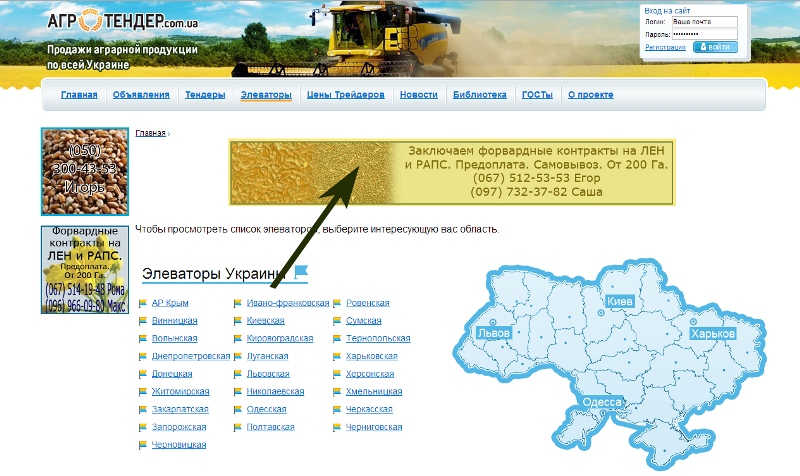 АГРОТЕНДЕР.com.ua
Продажи аграрной продукции
по всей Украине
Вход на сайт
Логин: Ваша почта
Пароль: ••••••••••
Регистрация ВОЙТИ
Главная Объявления Тендеры Элеваторы Цены Трейдеров Новости Библиотека ГОСТы О проекте
(050)
300-43-53
Игорь
Главная ›
Заключаем форвардные контракты на ЛЕН
и РАПС. Предоплата. Самовывоз. От 200 Га.
(067) 512-53-53 Егор
(097) 732-37-82 Саша
Форвардные
контракты на
ЛЕН и РАПС.
Предоплата.
От 200 Га.
(067) 514-19-48 Рома
(096) 966-09-80 Макс
Чтобы просмотреть список элеваторов, выберите интересующую вас область.
Элеваторы Украины
АР Крым Ивано-франковская Ровенская
Винницкая Киевская Сумская
Волынская Кировоградская Тернопольская
Днепропетровская Луганская Харьковская
Донецкая Львовская Херсонская
Житомирская Николаевская Хмельницкая
Закарпатская Одесская Черкасская
Запорожская Полтавская Черниговская
Черновицкая
Киев
Львов
Харьков
Одесса